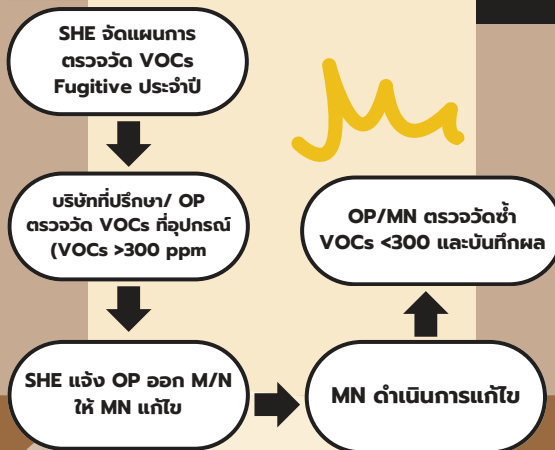 SHE จัดแผนการ
ตรวจวัด VOCs
Fugitive ประจำปี
บริษัทที่ปรึกษา/ OP
ตรวจวัด VOCs ที่อุปกรณ์
(VOCs >300 ppm
SHE แจ้ง OP ออก M/N
ให้ MN แก้ไข
MN ดำเนินการแก้ไข
OP/MN ตรวจวัดซ้ำ
VOCs <300 และบันทึกผล